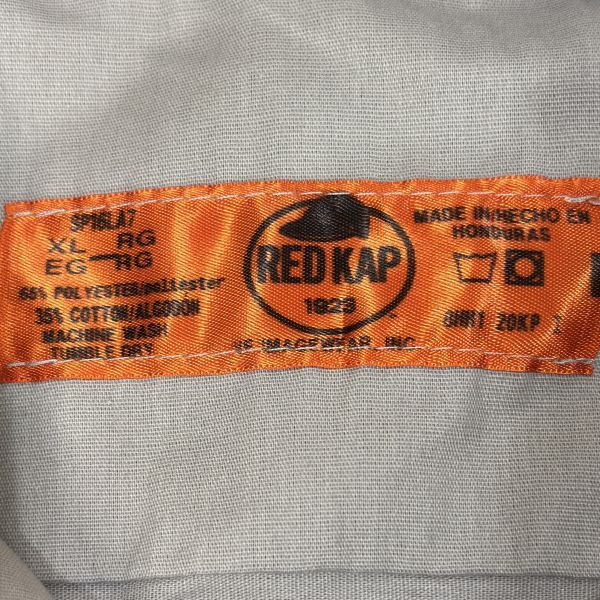 SP16LA7
XL RG
EG RG
65% POLYESTER/poliester
35% COTTON/ALGODON
MACHINE WASH
TUMBLE DRY
RED KAP
1923
VF IMAGEWEAR, INC
MADE IN/HECHO EN
HONDURAS
20KP